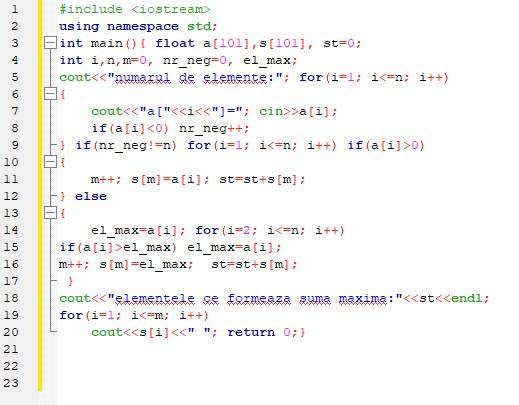 1 #include <iostream>
2 using namespace std;
3 int main(){ float a[101],s[101], st=0;
4 int i,n,m=0, nr_neg=0, el_max;
5 cout<<"numarul de elemente:"; for(i=1; i<=n; i++)
6 {
7 cout<<"a["<<i<<"]="; cin>>a[i];
8 if(a[i]<0) nr_neg++;
9 } if(nr_neg!=n) for(i=1; i<=n; i++) if(a[i]>0)
10 {
11 m++; s[m]=a[i]; st=st+s[m];
12 } else
13 {
14 el_max=a[i]; for(i=2; i<=n; i++)
15 if(a[i]>el_max) el_max=a[i];
16 m++; s[m]=el_max; st=st+s[m];
17 }
18 cout<<"elementele ce formeaza suma maxima:"<<st<<endl;
19 for(i=1; i<=m; i++)
20 cout<<s[i]<<" "; return 0;}
21
22
23